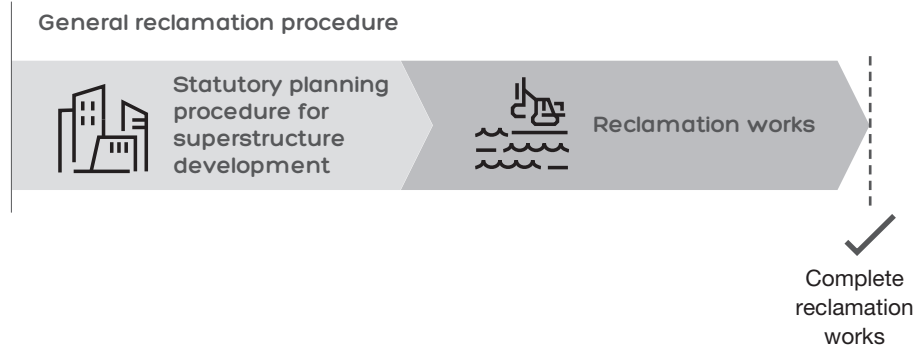 General reclamation procedure
Statutory planning
procedure for
superstructure
development
Reclamation works
Complete
reclamation
works